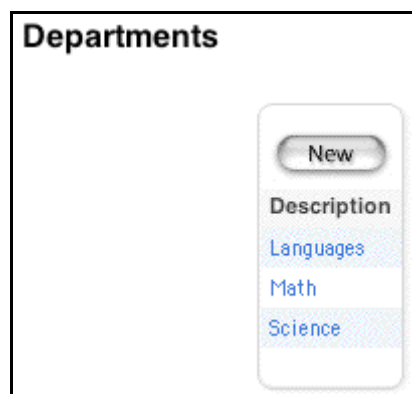 Departments
New
Description
Languages
Math
Science